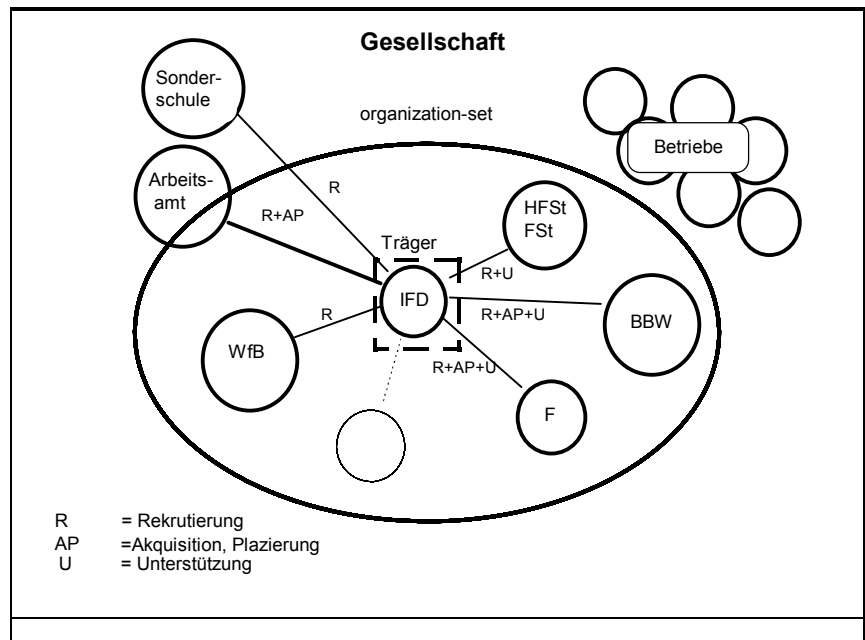 Gesellschaft
Sonder-
schule
organization-set
Betriebe
Arbeits-
amt
R
R+AP
HFSt
FSt
Träger
R+U
IFD
R
R+AP+U
BBW
WfB
R+AP+U
F
R = Rekrutierung
AP =Akquisition, Plazierung
U = Unterstützung